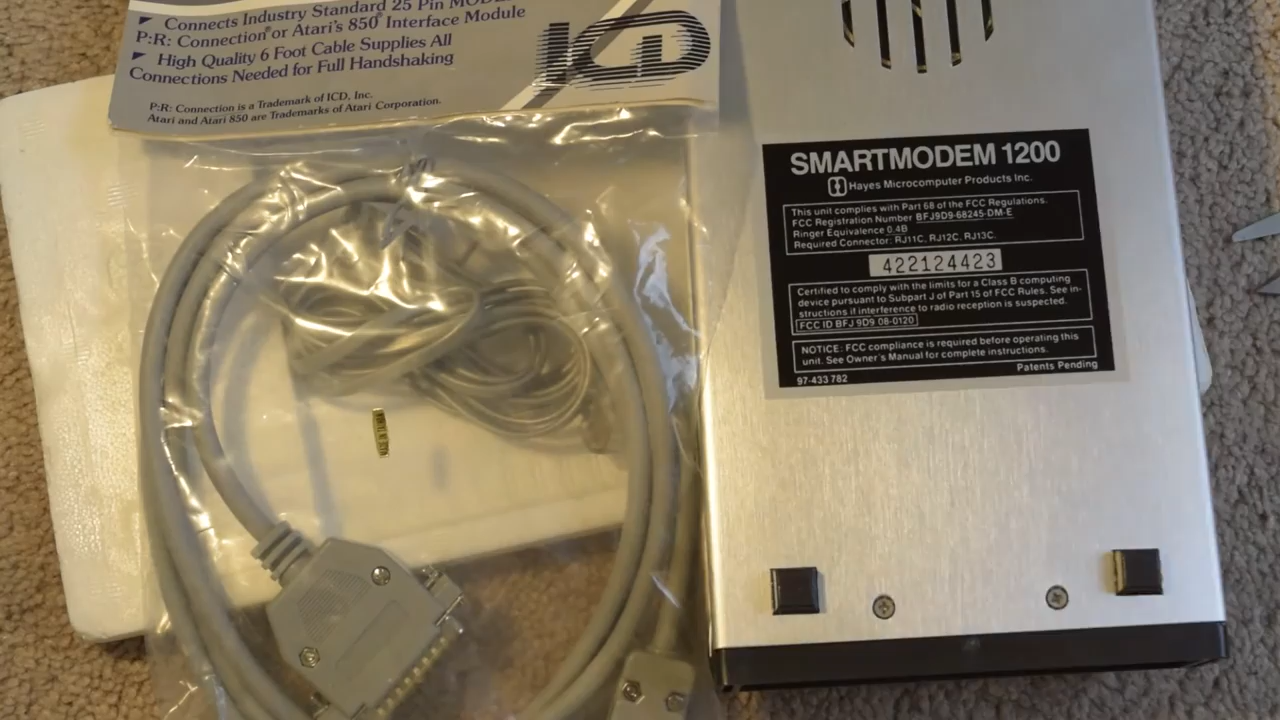 Connects Industry Standard 25 Pin
P:R: Connection® or Atari's 850® Interface Module
High Quality 6 Foot Cable Supplies All
Connections Needed for Full Handshaking
P:R: Connection is a Trademark of ICD, Inc.
Atari and Atari 850 are Trademarks of Atari Corporation.
ICD
SMARTMODEM 1200
Hayes Microcomputer Products Inc.
This unit complies with Part 68 of the FCC Regulations.
FCC Registration Number BFJ9D9-68245-DM-E
Ringer Equivalence 0.4B
Required Connector: RJ11C, RJ12C, RJ13C.
422124423
Certified to comply with the limits for a Class B computing
device pursuant to Subpart J of Part 15 of FCC Rules. See in-
structions if interference to radio reception is suspected.
FCC ID BFJ 9D9 08-0120
NOTICE: FCC compliance is required before operating this
unit. See Owner's Manual for complete instructions.
97-433 782
Patents Pending